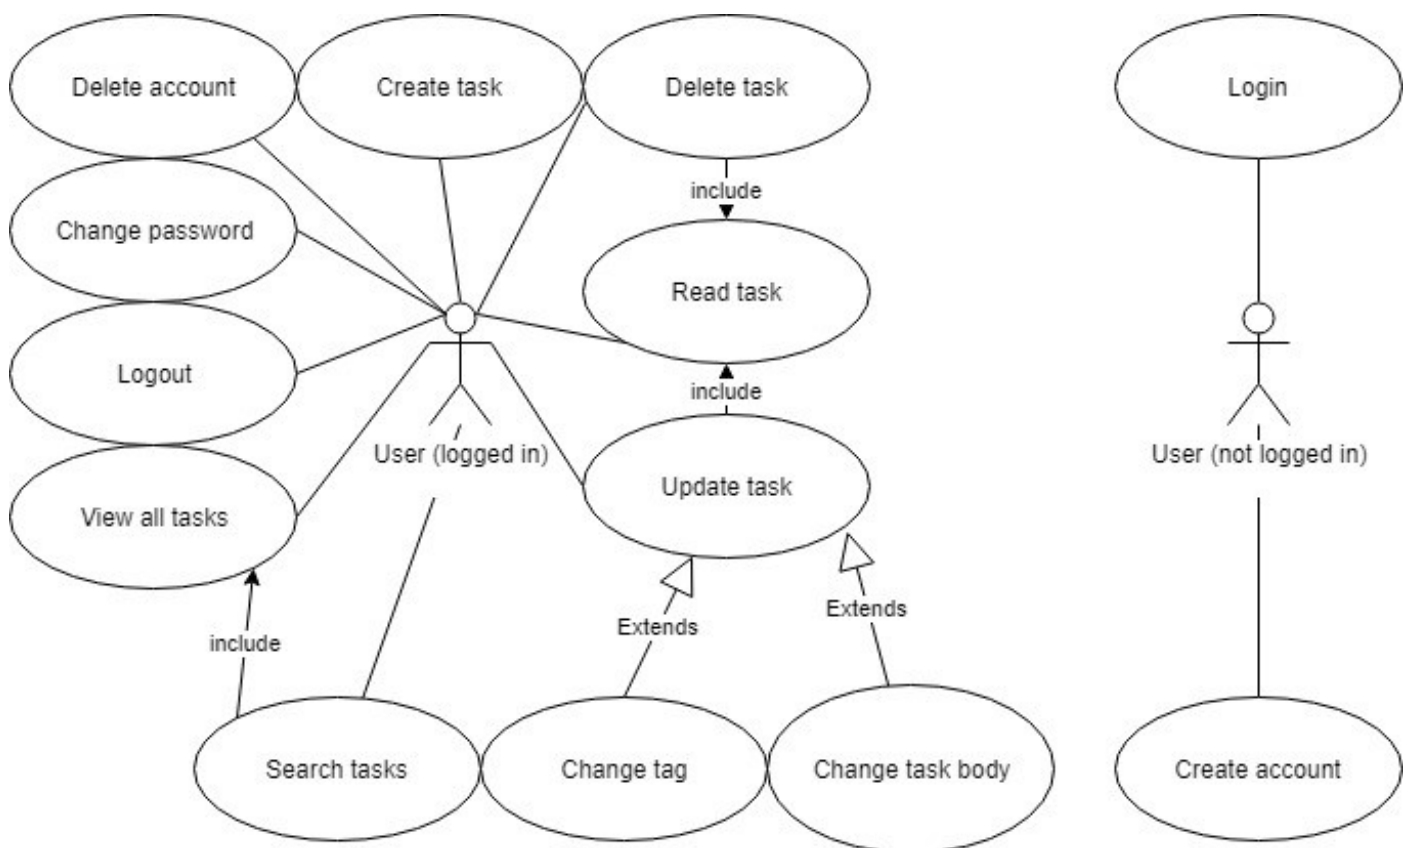 Delete account
Create task
Delete task
Login
include
Change password
Read task
Logout
include
User (logged in)
User (not logged in)
Update task
View all tasks
Extends
Extends
include
Search tasks
Change tag
Change task body
Create account